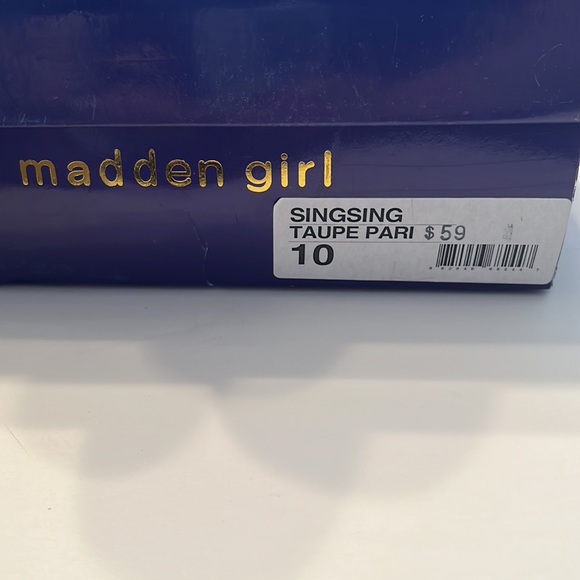 madden girl
SINGSING
TAUPE PARI $59
10